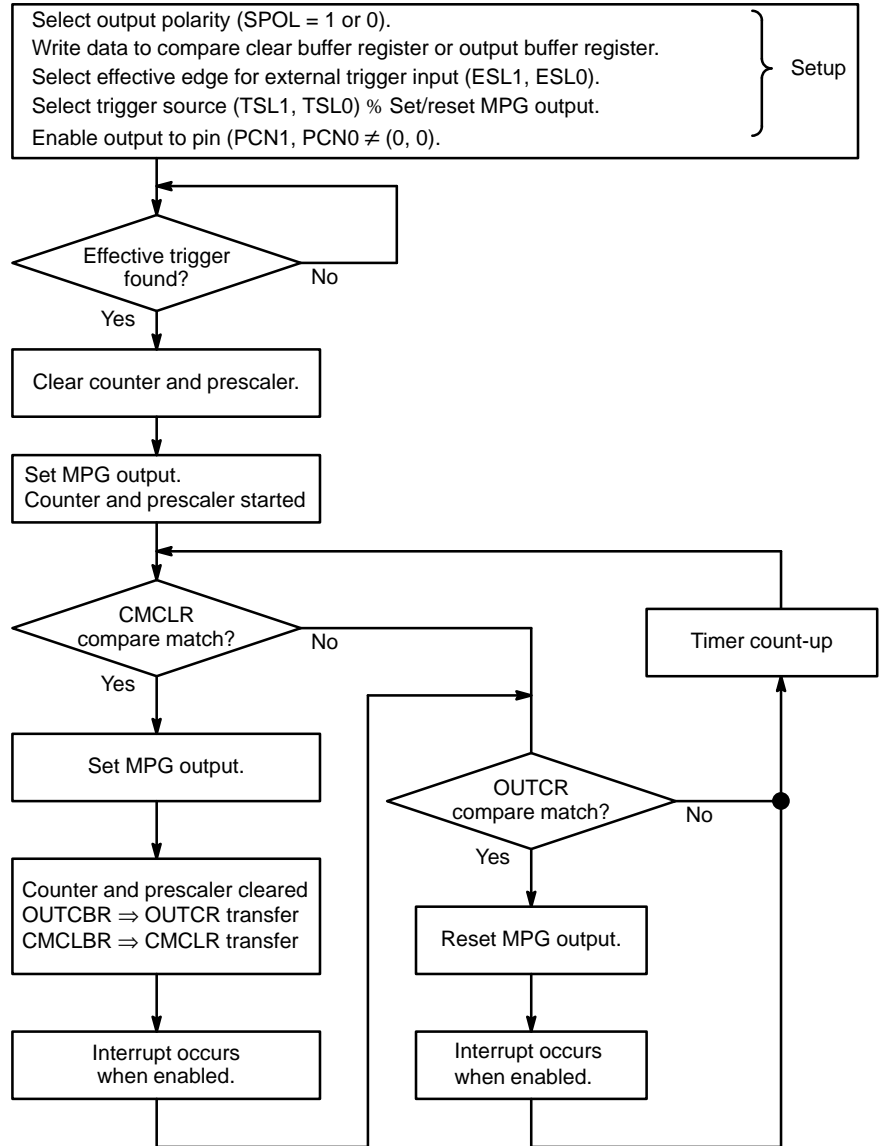 Select output polarity (SPOL = 1 or 0).
Write data to compare clear buffer register or output buffer register.
Select effective edge for external trigger input (ESL1, ESL0).
Select trigger source (TSL1, TSL0) % Set/reset MPG output.
Enable output to pin (PCN1, PCN0 ≠ (0, 0).
Setup
Effective trigger
found?
No
Yes
Clear counter and prescaler.
Set MPG output.
Counter and prescaler started
CMCLR
compare match?
No
Yes
Timer count-up
Set MPG output.
OUTCR
compare match?
No
Yes
Counter and prescaler cleared
OUTCBR ⇒ OUTCR transfer
CMCLBR ⇒ CMCLR transfer
Reset MPG output.
Interrupt occurs
when enabled.
Interrupt occurs
when enabled.